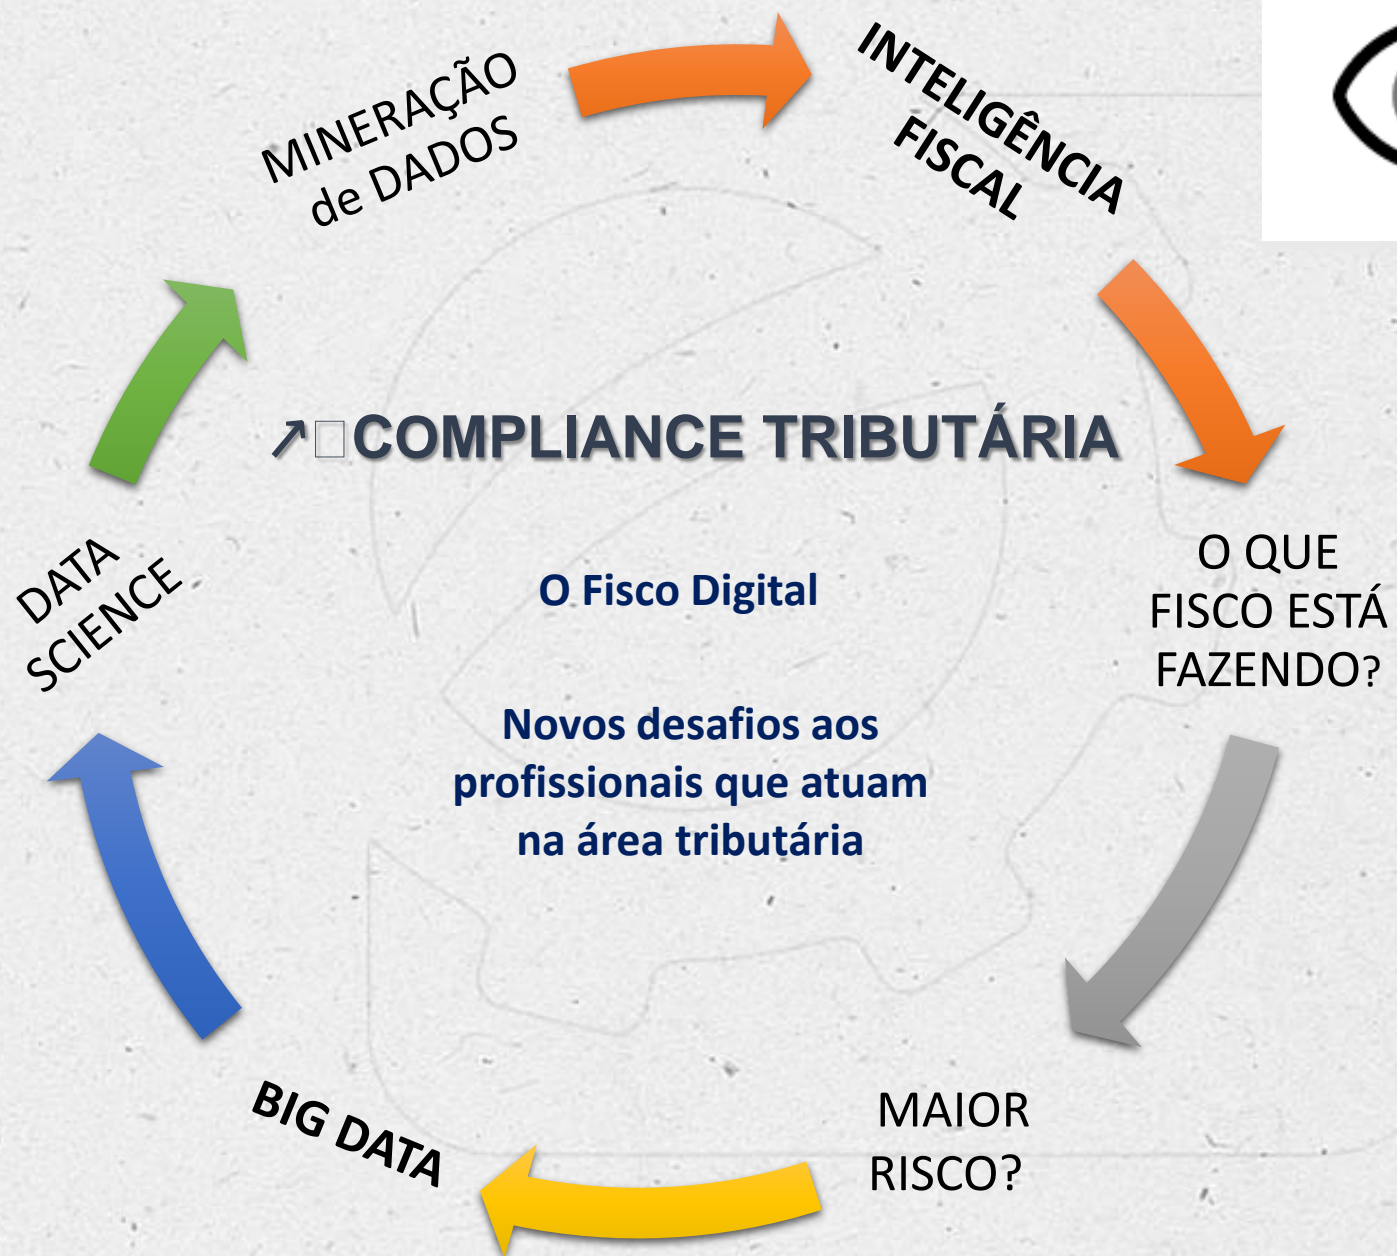 MINERAÇÃO
de DADOS
INTELIGÊNCIA
FISCAL
↗□COMPLIANCE TRIBUTÁRIA
O QUE
FISCO ESTÁ
FAZENDO?
DATA
SCIENCE
O Fisco Digital
Novos desafios aos
profissionais que atuam
na área tributária
BIG DATA
MAIOR
RISCO?